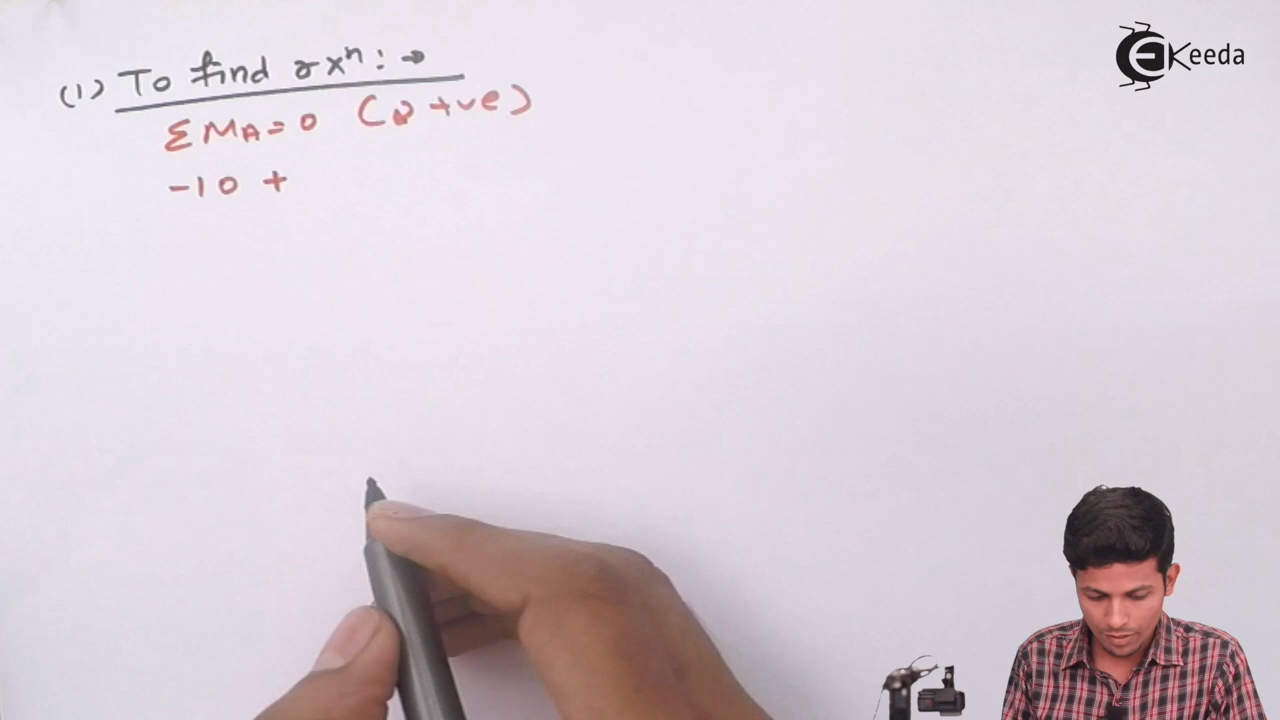 (1) To find rxⁿ: →
ΣMA=0 (↻ +ve)
-10 +
Ekeeda